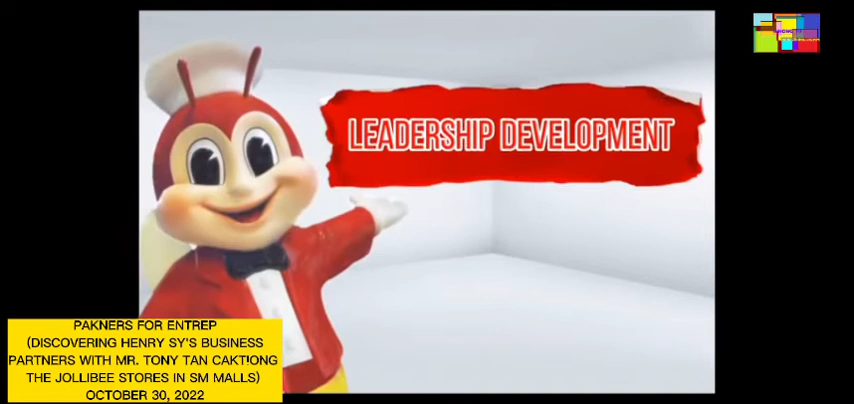 LEADERSHIP DEVELOPMENT
PAKNERS FOR ENTREP
(DISCOVERING HENRY SY'S BUSINESS
PARTNERS WITH MR. TONY TAN CAKTIONG
THE JOLLIBEE STORES IN SM MALLS)
OCTOBER 30, 2022